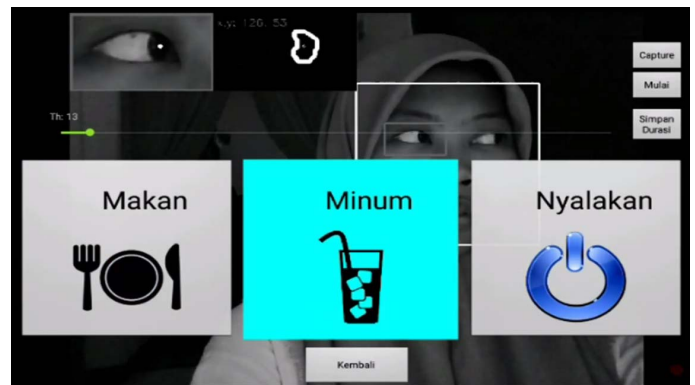 x,y: 126, 53
Capture
Mulai
Th: 13
Simpan
Durasi
Makan
Minum
Nyalakan
Kembali